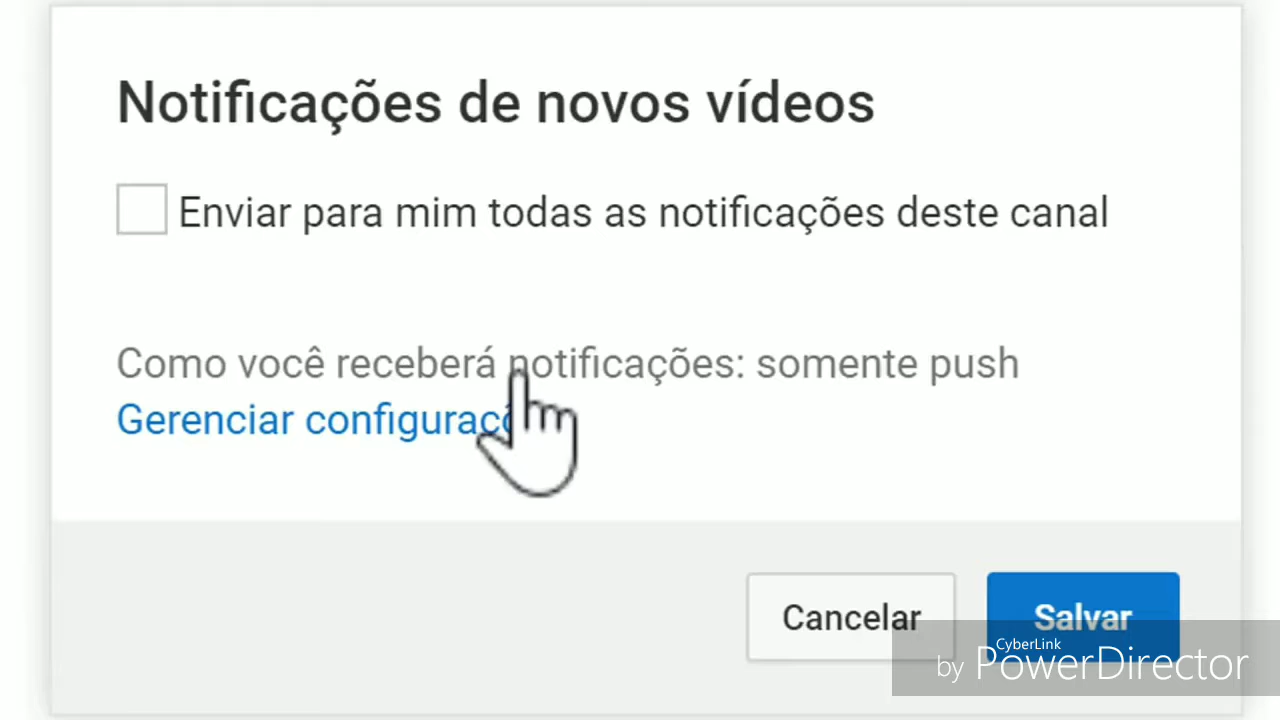 Notificações de novos vídeos
Enviar para mim todas as notificações deste canal
Como você receberá notificações: somente push
Gerenciar
Cancelar
Salvar
CyberLink
by PowerDirector